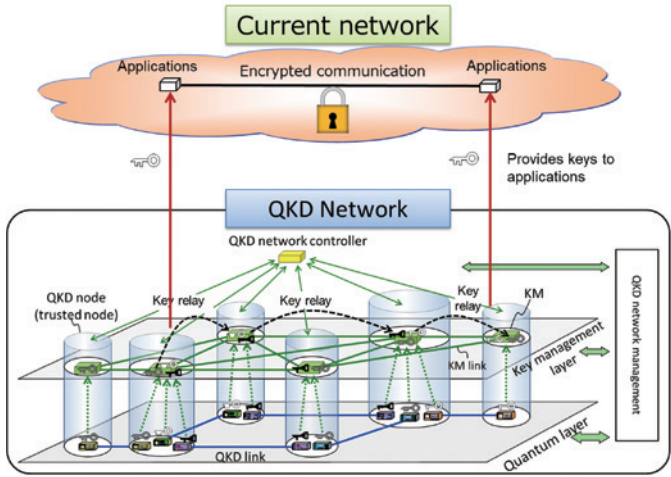 Current network
Applications
Encrypted communication
Applications
Provides keys to
applications
QKD Network
QKD network controller
QKD node
(trusted node)
Key relay
Key relay
Key
relay
KM
KM link
Key management
layer
QKD network management
QKD link
Quantum layer